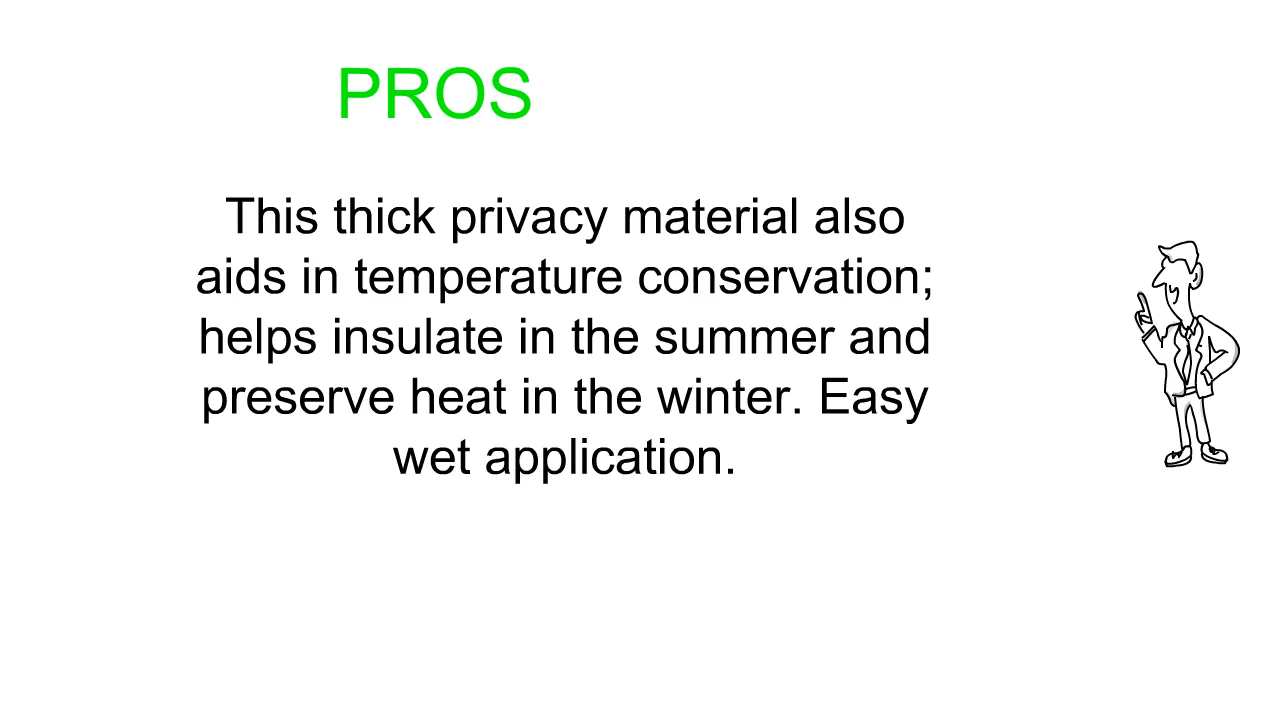 PROS
This thick privacy material also
aids in temperature conservation;
helps insulate in the summer and
preserve heat in the winter. Easy
wet application.